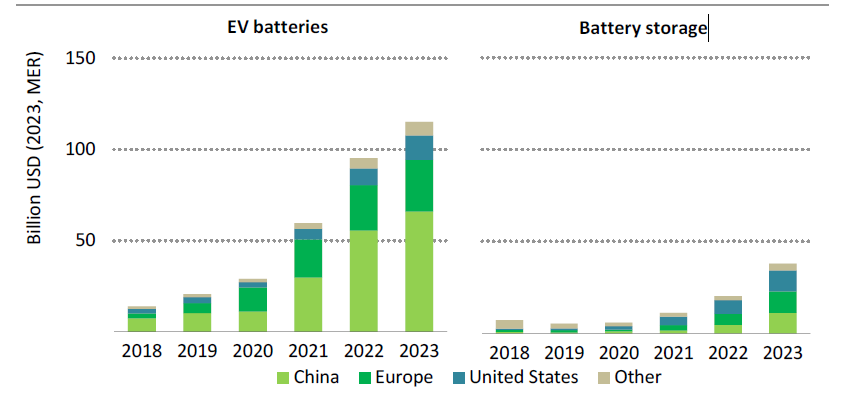 EV batteries
Battery storage
Billion USD (2023, MER)
150
100
50
2018 2019 2020 2021 2022 2023
2018 2019 2020 2021 2022 2023
China Europe United States Other